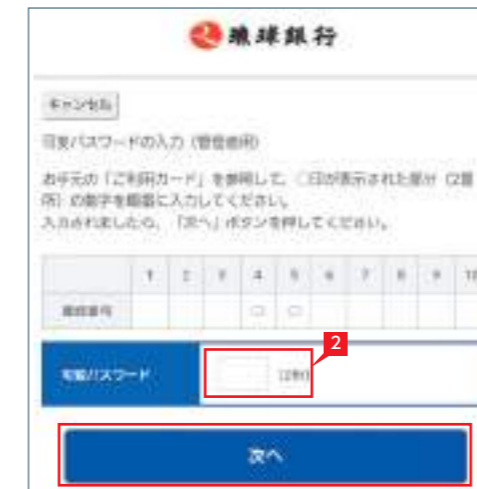 琉球銀行
キャンセル
可変パスワードの入力（管理者用）
お手元の「ご利用カード」を参照して、○印が表示された部分（2箇
所）の数字を順番に入力してください。
入力されましたら、「次へ」ボタンを押してください。
1 2 3 4 5 6 7 8 9 10
確認番号 ○ ○
2
可変パスワード (2桁)
次へ